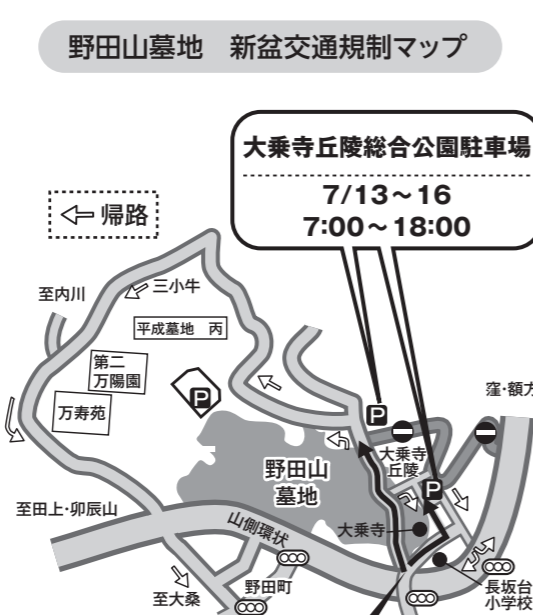 野田山墓地　新盆交通規制マップ
大乗寺丘陵総合公園駐車場
7/13～16
7:00～18:00
帰路
至内川
三小牛
平成墓地　丙
第二
万陽園
万寿苑
P
P
窪・額方
野田山
墓地
大乗寺
丘陵
P
至田上・卯辰山
山側環状
大乗寺
野田町
至大桑
長坂台
小学校